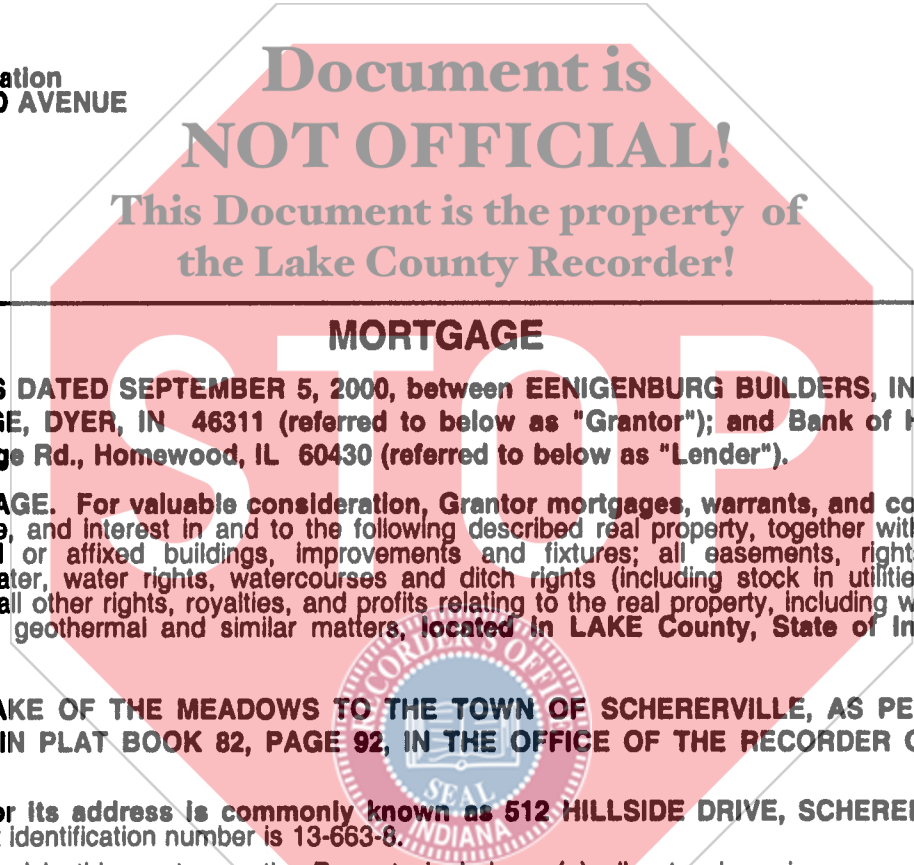 Document is
ation
O AVENUE
NOT OFFICIAL!
This Document is the property of
the Lake County Recorder!
MORTGAGE
S DATED SEPTEMBER 5, 2000, between EENIGENBURG BUILDERS, IN
GE, DYER, IN 46311 (referred to below as "Grantor"); and Bank of H
ge Rd., Homewood, IL 60430 (referred to below as "Lender").
AGE. For valuable consideration, Grantor mortgages, warrants, and co
e, and interest in and to the following described real property, together with
d or affixed buildings, improvements and fixtures; all easements, rights
ater, water rights, watercourses and ditch rights (including stock in utilitie
all other rights, royalties, and profits relating to the real property, including w
geothermal and similar matters, located in LAKE County, State of In
STOP
AKE OF THE MEADOWS TO THE TOWN OF SCHERERVILLE, AS PE
IN PLAT BOOK 82, PAGE 92, IN THE OFFICE OF THE RECORDER O
RECORDER'S OFFICE
SEAL
INDIANA
or its address is commonly known as 512 HILLSIDE DRIVE, SCHERE
identification number is 13-663-8.